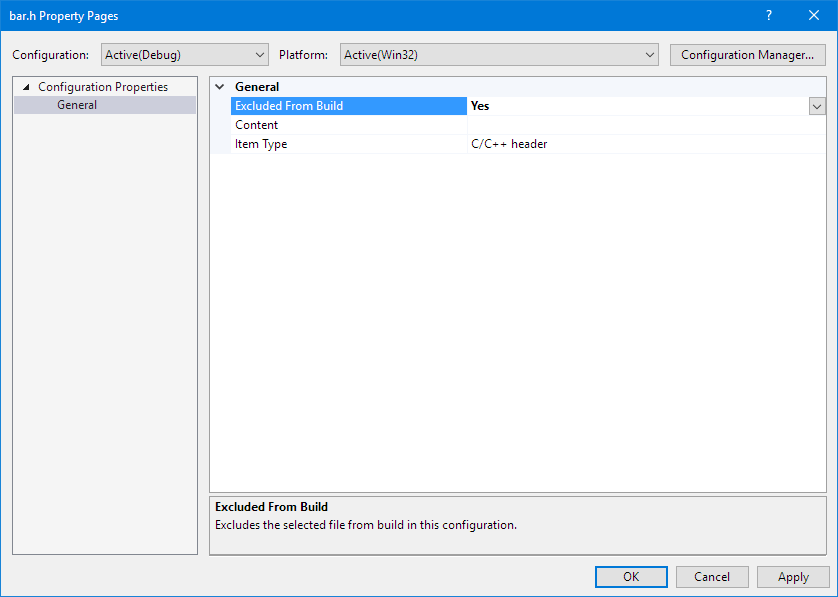 bar.h Property Pages
?
Configuration: Active(Debug) Platform: Active(Win32) Configuration Manager...
Configuration Properties
General
General
Excluded From Build Yes
Content
Item Type C/C++ header
Excluded From Build
Excludes the selected file from build in this configuration.
OK Cancel Apply